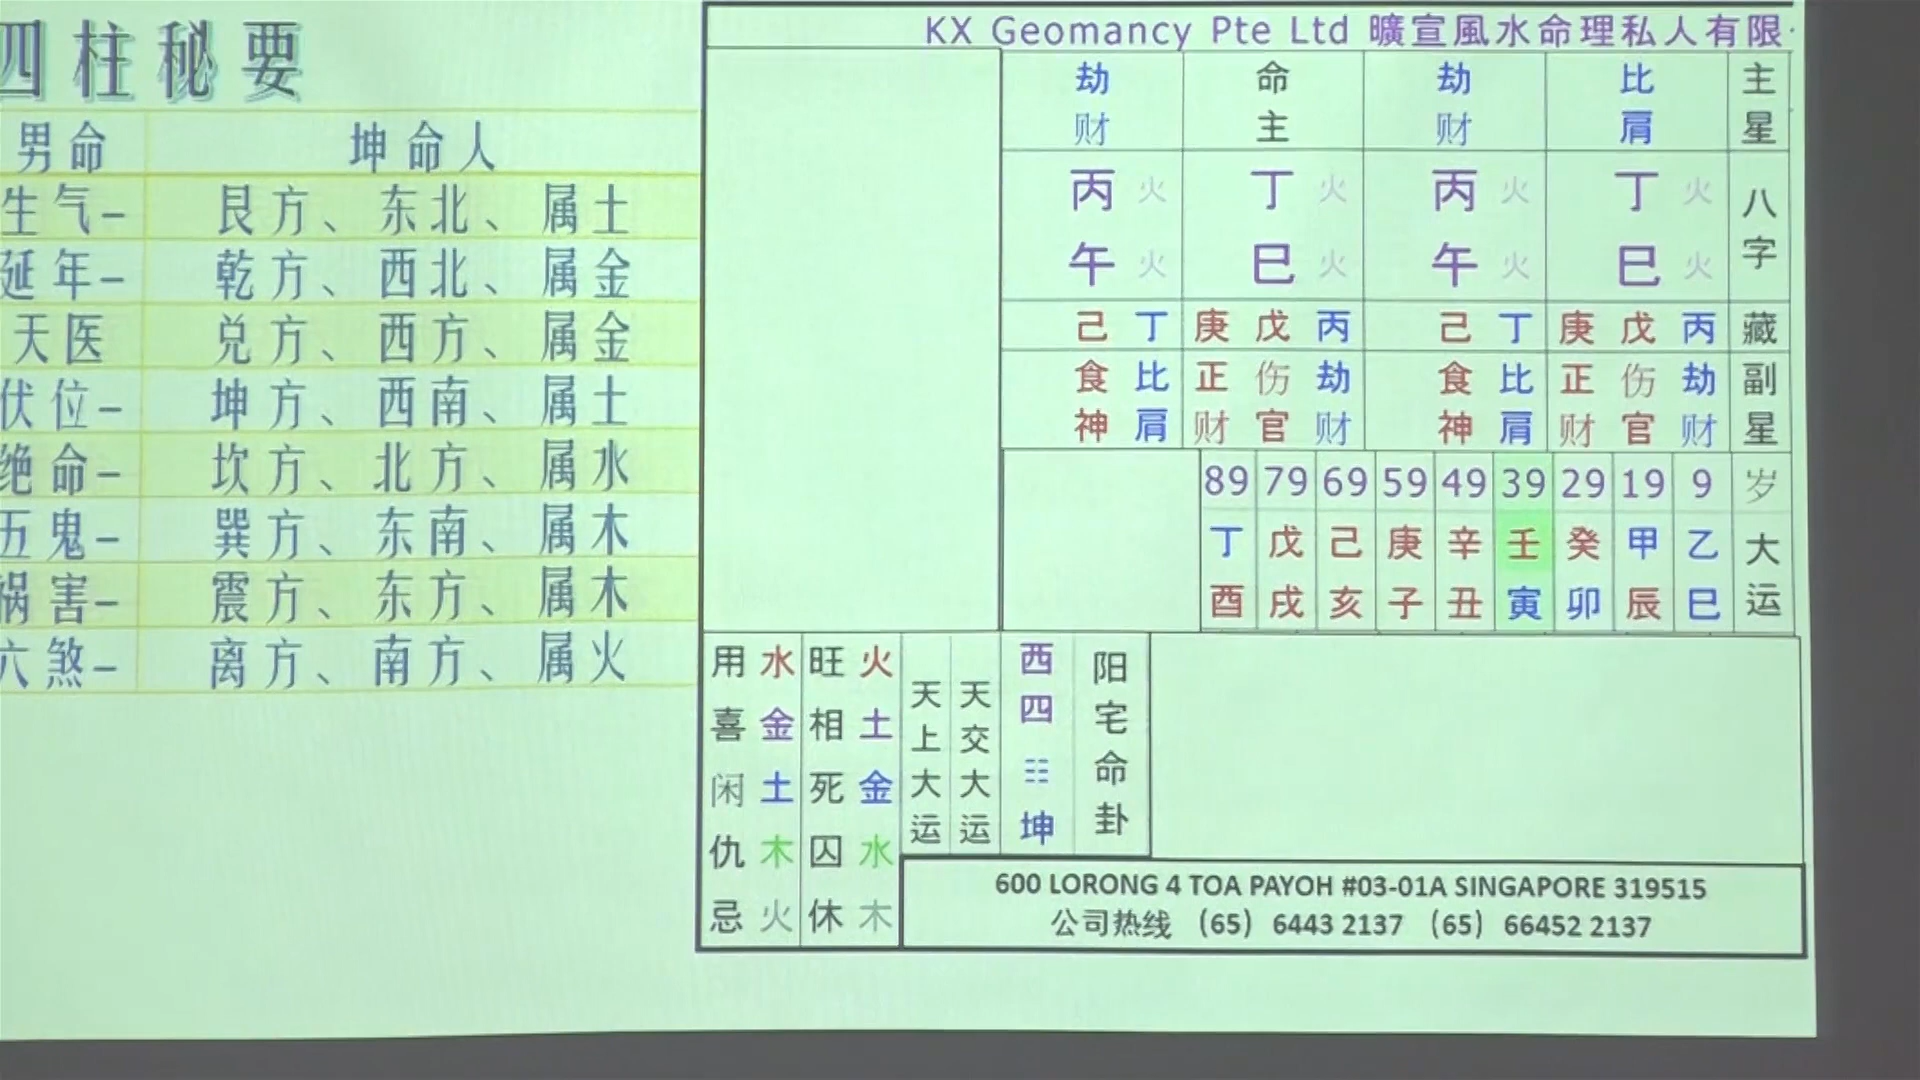 四柱秘要
男命 坤命人
生气- 艮方、东北、属土
延年- 乾方、西北、属金
天医 兑方、西方、属金
伏位- 坤方、西南、属土
绝命- 坎方、北方、属水
五鬼- 巽方、东南、属木
祸害- 震方、东方、属木
六煞- 离方、南方、属火
KX Geomancy Pte Ltd 曠宣風水命理私人有限
劫财 命主 劫财 比肩 主星
丙 火 丁 火 丙 火 丁 火 八字
午 火 巳 火 午 火 巳 火
己 丁 庚 戊 丙 己 丁 庚 戊 丙 藏
食神 比肩 正财 伤官 劫财 食神 比肩 正财 伤官 劫财 副星
89 79 69 59 49 39 29 19 9 岁
丁 戊 己 庚 辛 壬 癸 甲 乙 大运
酉 戌 亥 子 丑 寅 卯 辰 巳
用 水 旺 火
喜 金 相 土
闲 土 死 金
仇 木 囚 水
忌 火 休 木
天上大运
天交大运
西四 ☷ 坤
阳宅命卦
600 LORONG 4 TOA PAYOH #03-01A SINGAPORE 319515
公司热线 （65）6443 2137 （65）66452 2137